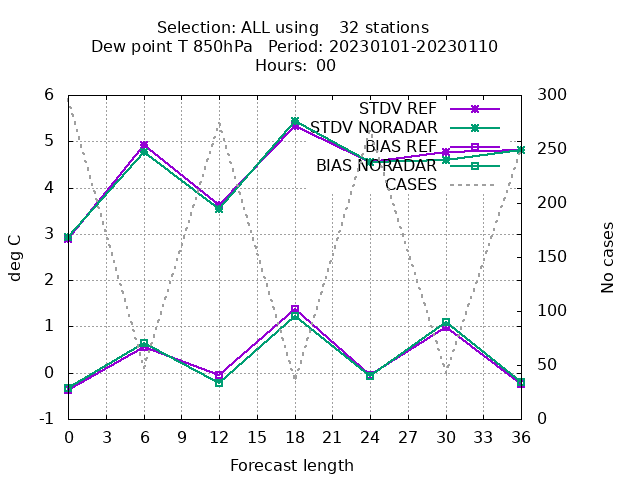 Selection: ALL using    32 stations
Dew point T 850hPa   Period: 20230101-20230110
Hours: 00
STDV REF
STDV NORADAR
BIAS REF
BIAS NORADAR
CASES
6
5
4
3
2
1
0
-1
deg C
300
250
200
150
100
50
0
No cases
0 3 6 9 12 15 18 21 24 27 30 33 36
Forecast length